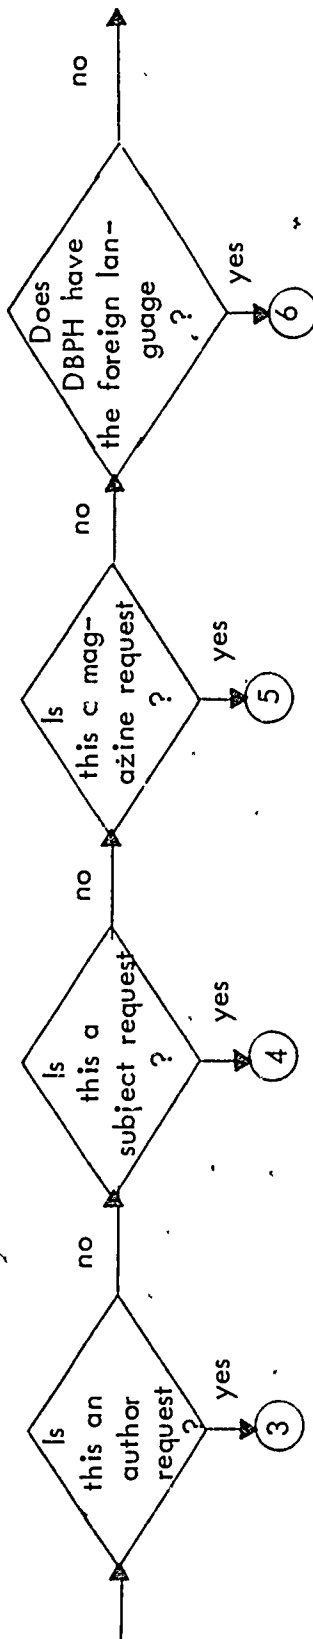 Is
this an
author
request
?
yes
3
no
Is
this a
subject request
?
yes
4
no
Is
this c mag-
ażine request
?
yes
5
no
Does
DBPH have
the foreign lan-
guage
?
yes
6
no